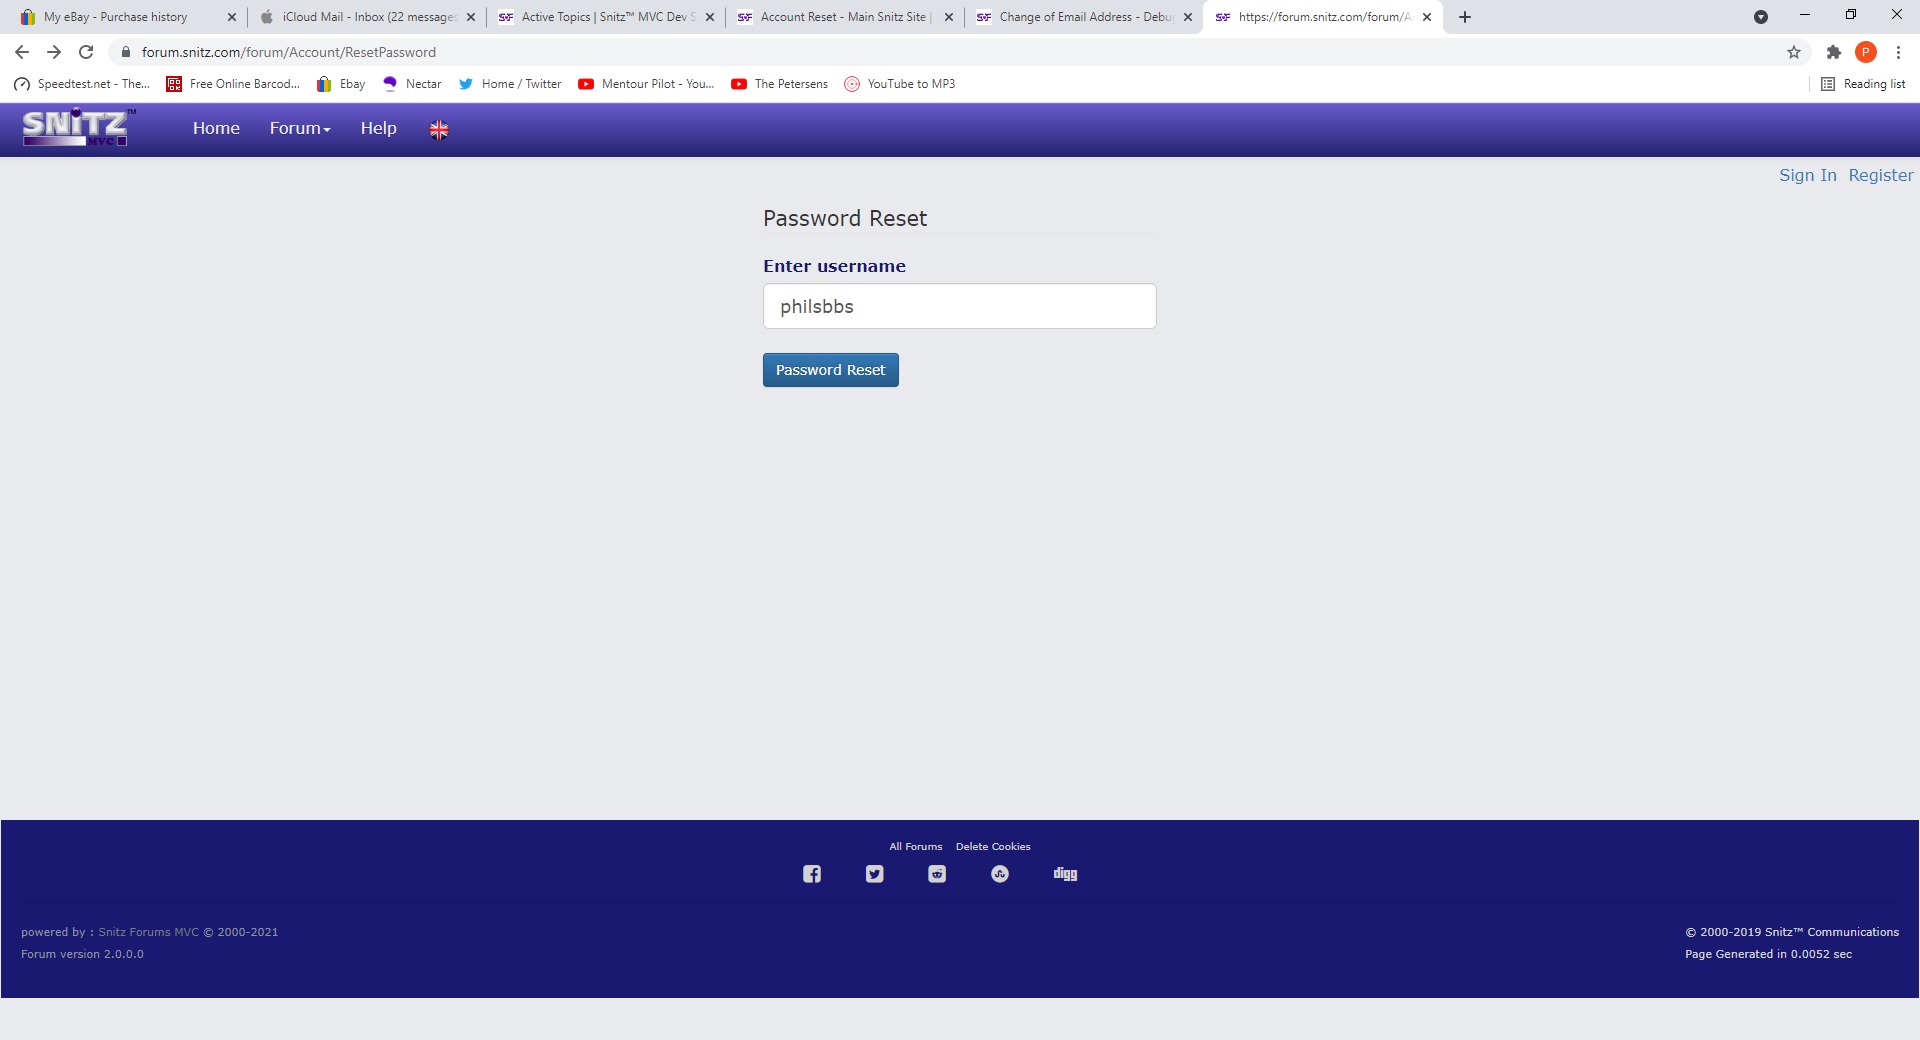 My eBay - Purchase history
iCloud Mail - Inbox (22 messages
Active Topics | Snitz™ MVC Dev S
Account Reset - Main Snitz Site |
Change of Email Address - Debug
https://forum.snitz.com/forum/A
forum.snitz.com/forum/Account/ResetPassword
P
Speedtest.net - The...
Free Online Barcod...
Ebay
Nectar
Home / Twitter
Mentour Pilot - You...
The Petersens
YouTube to MP3
Reading list
SNiTZ™
MVC
Home
Forum
Help
Sign In Register
Password Reset
Enter username
philsbbs
Password Reset
All Forums Delete Cookies
digg
powered by : Snitz Forums MVC © 2000-2021
© 2000-2019 Snitz™ Communications
Forum version 2.0.0.0
Page Generated in 0.0052 sec